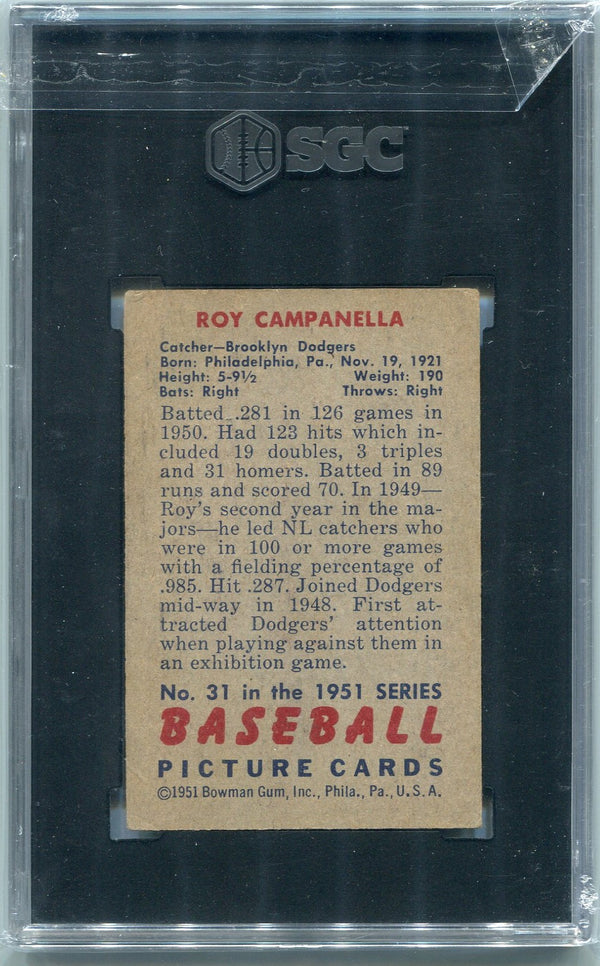 SGC
ROY CAMPANELLA
Catcher—Brooklyn Dodgers
Born: Philadelphia, Pa., Nov. 19, 1921
Height: 5-9½ Weight: 190
Bats: Right Throws: Right
Batted .281 in 126 games in
1950. Had 123 hits which in-
cluded 19 doubles, 3 triples
and 31 homers. Batted in 89
runs and scored 70. In 1949—
Roy's second year in the ma-
jors—he led NL catchers who
were in 100 or more games
with a fielding percentage of
.985. Hit .287. Joined Dodgers
mid-way in 1948. First at-
tracted Dodgers' attention
when playing against them in
an exhibition game.
No. 31 in the 1951 SERIES
BASEBALL
PICTURE CARDS
©1951 Bowman Gum, Inc., Phila., Pa., U.S.A.